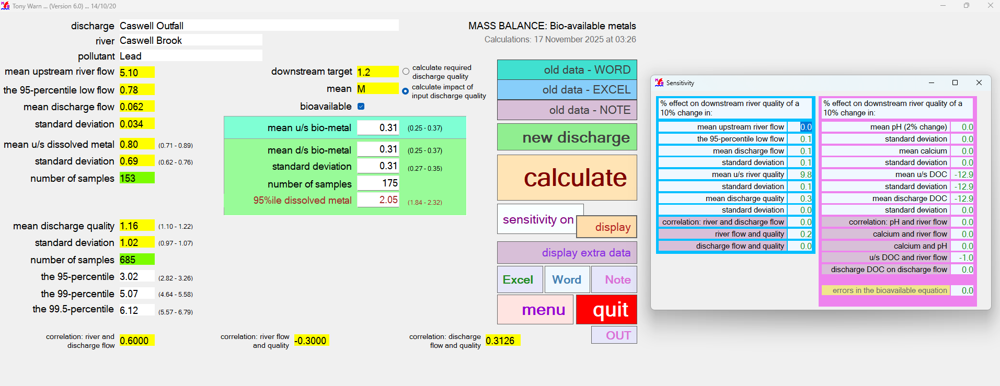 Tony Warn ... (Version 6.0) ... 14/10/20
discharge Caswell Outfall
river Caswell Brook
pollutant Lead
MASS BALANCE: Bio-available metals
Calculations: 17 November 2025 at 03:26
mean upstream river flow 5.10
the 95-percentile low flow 0.78
mean discharge flow 0.062
standard deviation 0.034
mean u/s dissolved metal 0.80 (0.71 - 0.89)
standard deviation 0.69 (0.62 - 0.76)
number of samples 153
downstream target 1.2
mean M
bioavailable
calculate required
discharge quality
calculate impact of
input discharge quality
mean u/s bio-metal 0.31 (0.25 - 0.37)
mean d/s bio-metal 0.31 (0.25 - 0.37)
standard deviation 0.31 (0.27 - 0.35)
number of samples 175
95%ile dissolved metal 2.05 (1.84 - 2.32)
mean discharge quality 1.16 (1.10 - 1.22)
standard deviation 1.02 (0.97 - 1.07)
number of samples 685
the 95-percentile 3.02 (2.82 - 3.26)
the 99-percentile 5.07 (4.64 - 5.58)
the 99.5-percentile 6.12 (5.57 - 6.79)
correlation: river and
discharge flow 0.6000
correlation: river flow
and quality -0.3000
correlation: discharge
flow and quality 0.3126
old data - WORD
old data - EXCEL
old data - NOTE
new discharge
calculate
sensitivity on
display
display extra data
Excel Word Note
menu quit
OUT
Sensitivity
% effect on downstream river quality of a
10% change in:
mean upstream river flow 0.0
the 95-percentile low flow 0.1
mean discharge flow 0.1
standard deviation 0.1
mean u/s river quality 9.8
standard deviation 0.1
mean discharge quality 0.3
standard deviation 0.0
correlation: river and discharge flow 0.0
river flow and quality 0.2
discharge flow and quality 0.0
% effect on downstream river quality of a
10% change in:
mean pH (2% change) 0.0
standard deviation 0.0
mean calcium 0.0
standard deviation 0.0
mean u/s DOC -12.9
standard deviation -12.9
mean discharge DOC -12.9
standard deviation 0.0
correlation: pH and river flow 0.0
calcium and river flow 0.0
calcium and pH 0.0
u/s DOC and river flow -1.0
discharge DOC on discharge flow 0.0
errors in the bioavailable equation 0.0